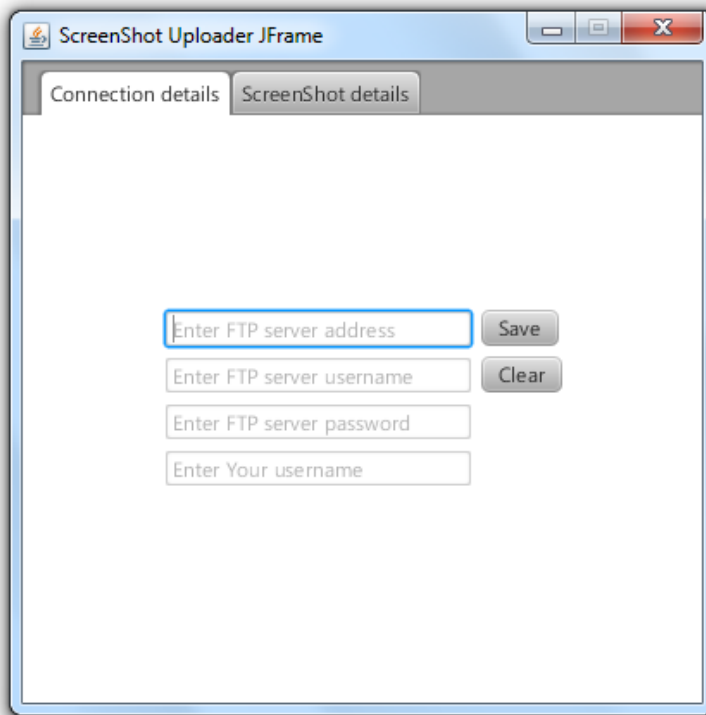 ScreenShot Uploader JFrame
Connection details ScreenShot details
Enter FTP server address Save
Enter FTP server username Clear
Enter FTP server password
Enter Your username